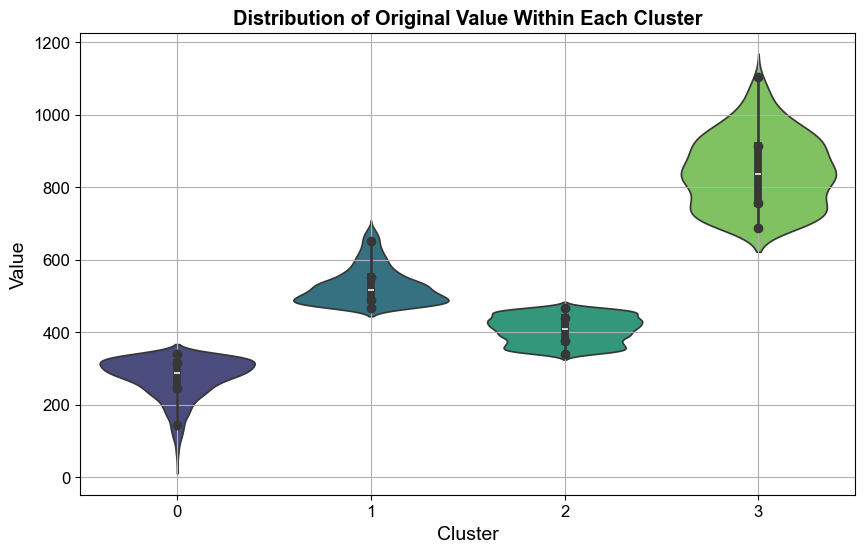 Distribution of Original Value Within Each Cluster
1200
1000
800
600
400
200
0
Value
0 1 2 3
Cluster